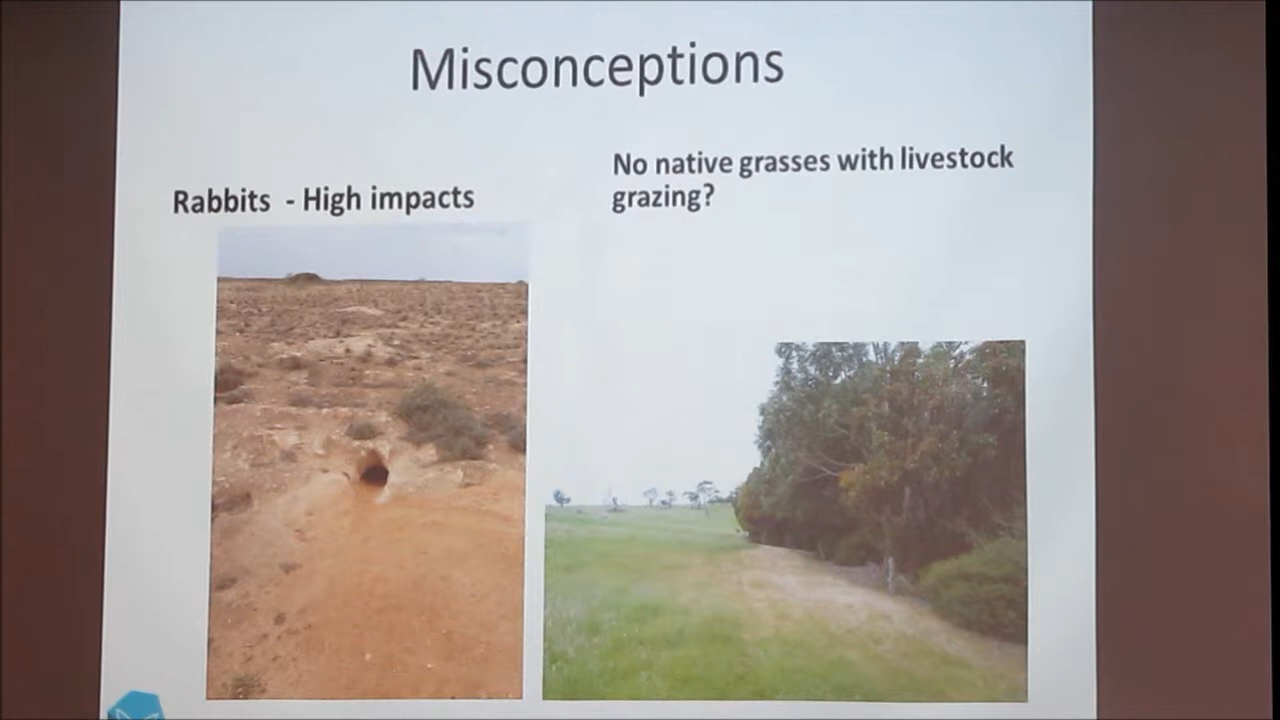 Misconceptions
Rabbits - High impacts
No native grasses with livestock
grazing?